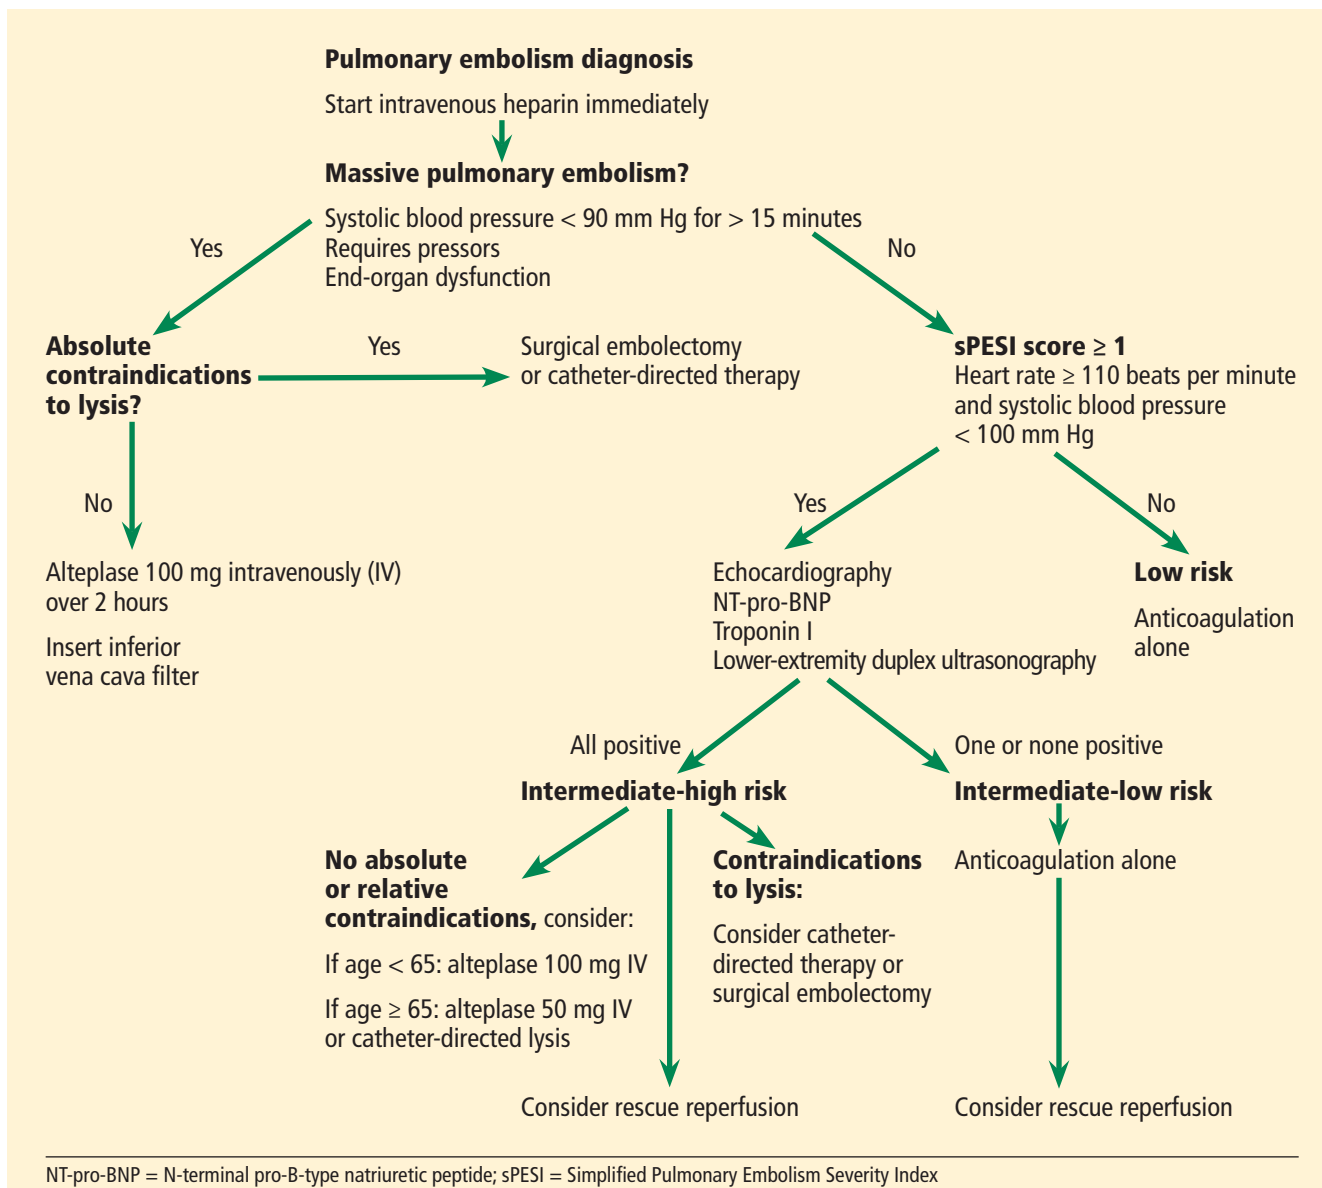 Pulmonary embolism diagnosis
Start intravenous heparin immediately
Massive pulmonary embolism?
Systolic blood pressure < 90 mm Hg for > 15 minutes
Requires pressors
End-organ dysfunction
Yes
No
Absolute
contraindications
to lysis?
Yes
Surgical embolectomy
or catheter-directed therapy
sPESI score ≥ 1
Heart rate ≥ 110 beats per minute
and systolic blood pressure
< 100 mm Hg
No
Yes
No
Alteplase 100 mg intravenously (IV)
over 2 hours
Insert inferior
vena cava filter
Echocardiography
NT-pro-BNP
Troponin I
Lower-extremity duplex ultrasonography
Low risk
Anticoagulation
alone
All positive
One or none positive
Intermediate-high risk
Intermediate-low risk
No absolute
or relative
contraindications, consider:
If age < 65: alteplase 100 mg IV
If age ≥ 65: alteplase 50 mg IV
or catheter-directed lysis
Contraindications
to lysis:
Consider catheter-
directed therapy or
surgical embolectomy
Anticoagulation alone
Consider rescue reperfusion
Consider rescue reperfusion
NT-pro-BNP = N-terminal pro-B-type natriuretic peptide; sPESI = Simplified Pulmonary Embolism Severity Index